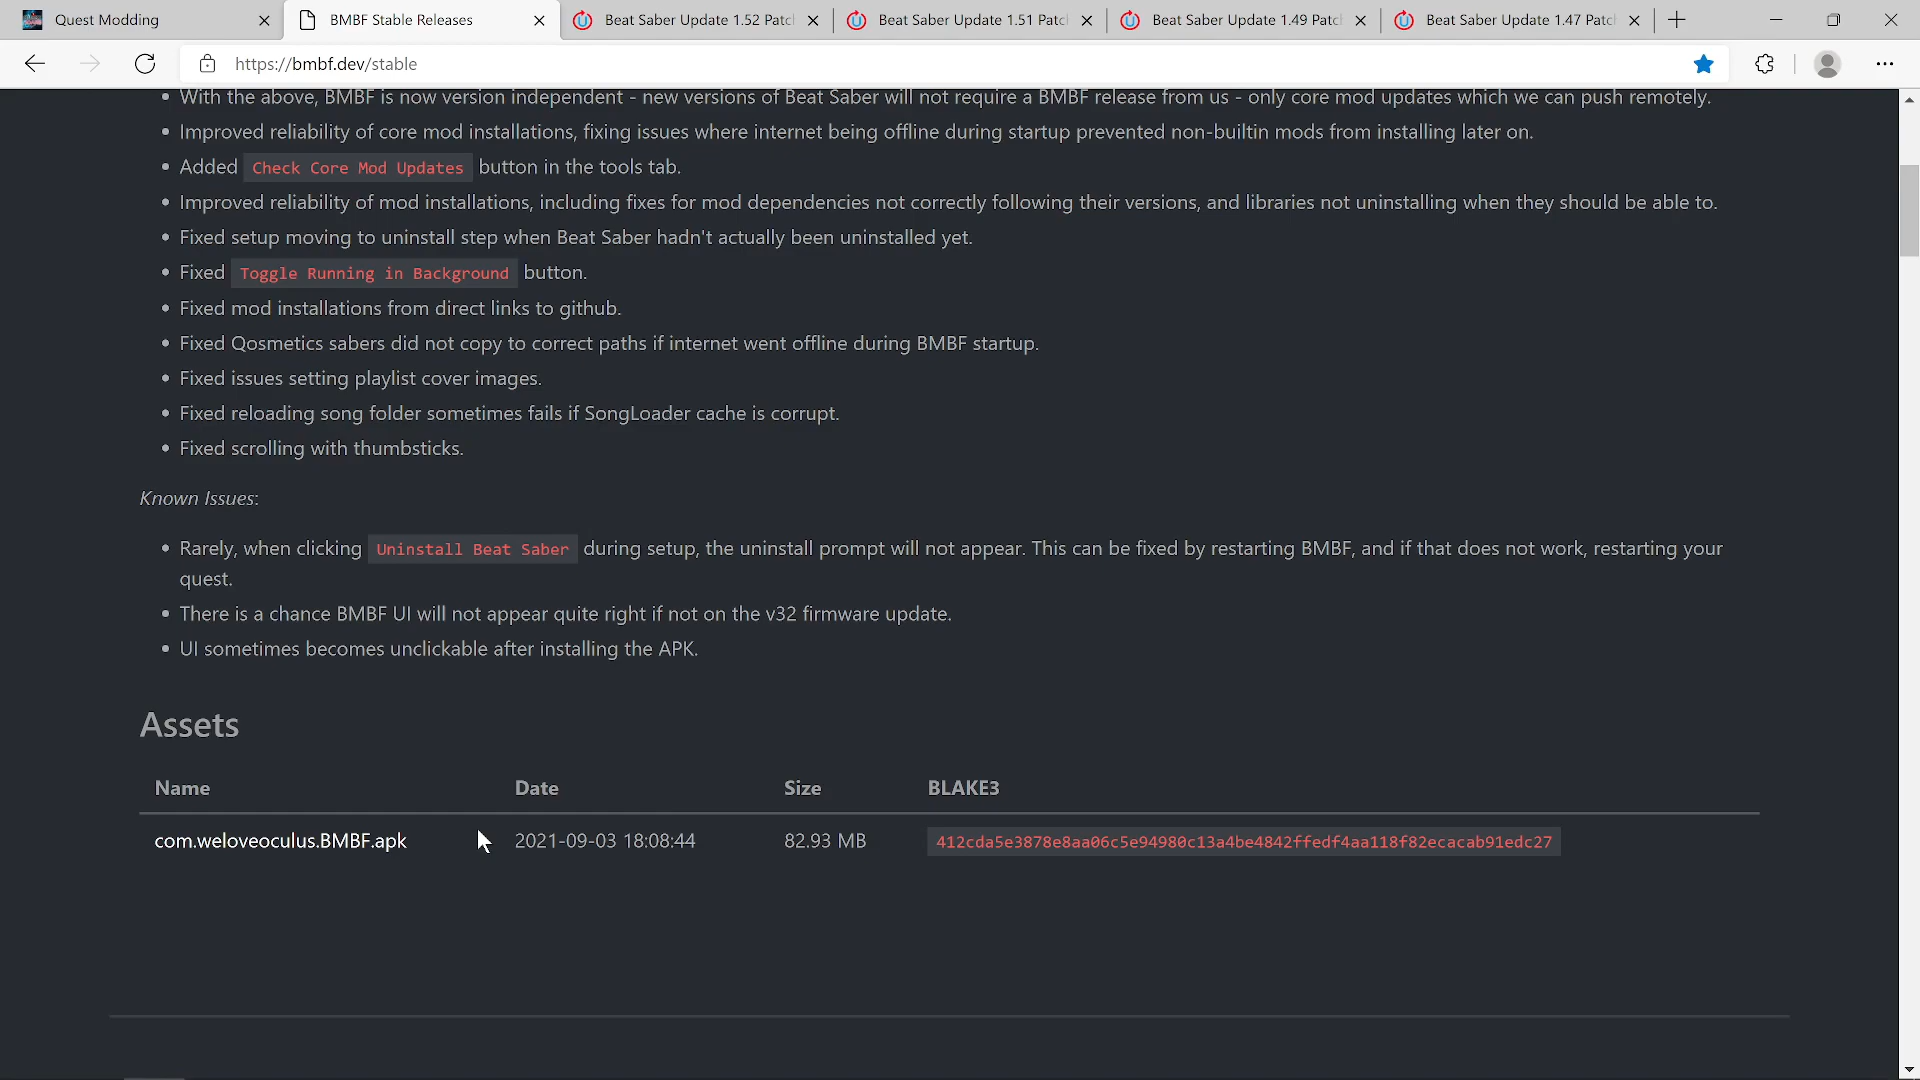 Quest Modding
BMBF Stable Releases
Beat Saber Update 1.52 Patc
Beat Saber Update 1.51 Patc
Beat Saber Update 1.49 Patc
Beat Saber Update 1.47 Patc
https://bmbf.dev/stable
• With the above, BMBF is now version independent - new versions of Beat Saber will not require a BMBF release from us - only core mod updates which we can push remotely.
• Improved reliability of core mod installations, fixing issues where internet being offline during startup prevented non-builtin mods from installing later on.
• Added Check Core Mod Updates button in the tools tab.
• Improved reliability of mod installations, including fixes for mod dependencies not correctly following their versions, and libraries not uninstalling when they should be able to.
• Fixed setup moving to uninstall step when Beat Saber hadn't actually been uninstalled yet.
• Fixed Toggle Running in Background button.
• Fixed mod installations from direct links to github.
• Fixed Qosmetics sabers did not copy to correct paths if internet went offline during BMBF startup.
• Fixed issues setting playlist cover images.
• Fixed reloading song folder sometimes fails if SongLoader cache is corrupt.
• Fixed scrolling with thumbsticks.
Known Issues:
• Rarely, when clicking Uninstall Beat Saber during setup, the uninstall prompt will not appear. This can be fixed by restarting BMBF, and if that does not work, restarting your
quest.
• There is a chance BMBF UI will not appear quite right if not on the v32 firmware update.
• UI sometimes becomes unclickable after installing the APK.
Assets
Name Date Size BLAKE3
com.weloveoculus.BMBF.apk 2021-09-03 18:08:44 82.93 MB 412cda5e3878e8aa06c5e94980c13a4be4842ffedf4aa118f82ecacab91edc27